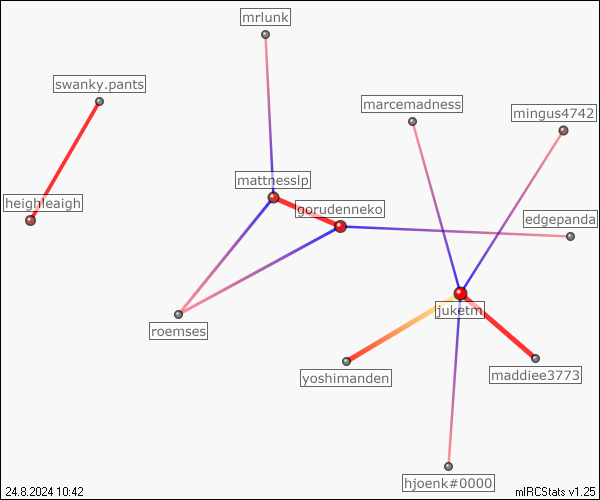 mrlunk
swanky.pants
marcemadness
mingus4742
mattnesslp
heighleaigh
gorudenneko
edgepanda
juketm
roemses
yoshimanden
maddiee3773
hjoenk#0000
24.8.2024 10:42
mIRCStats v1.25